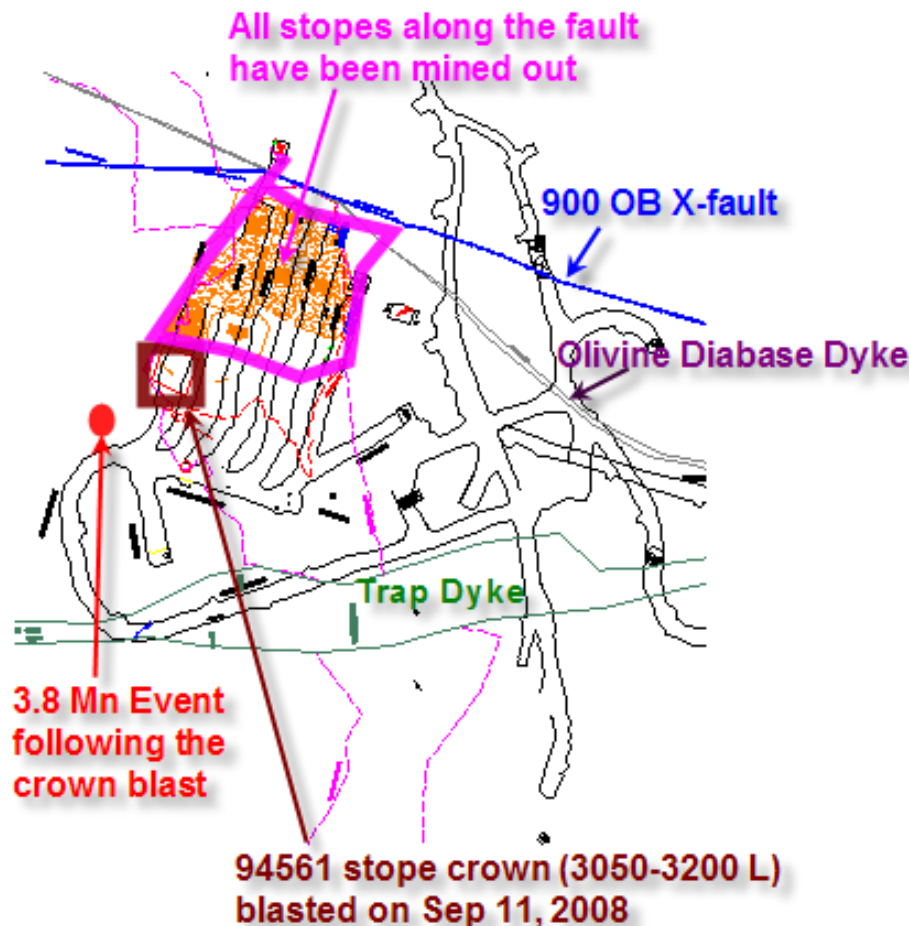 All stopes along the fault
have been mined out
900 OB X-fault
Olivine Diabase Dyke
Trap Dyke
3.8 Mn Event
following the
crown blast
94561 stope crown (3050-3200 L)
blasted on Sep 11, 2008